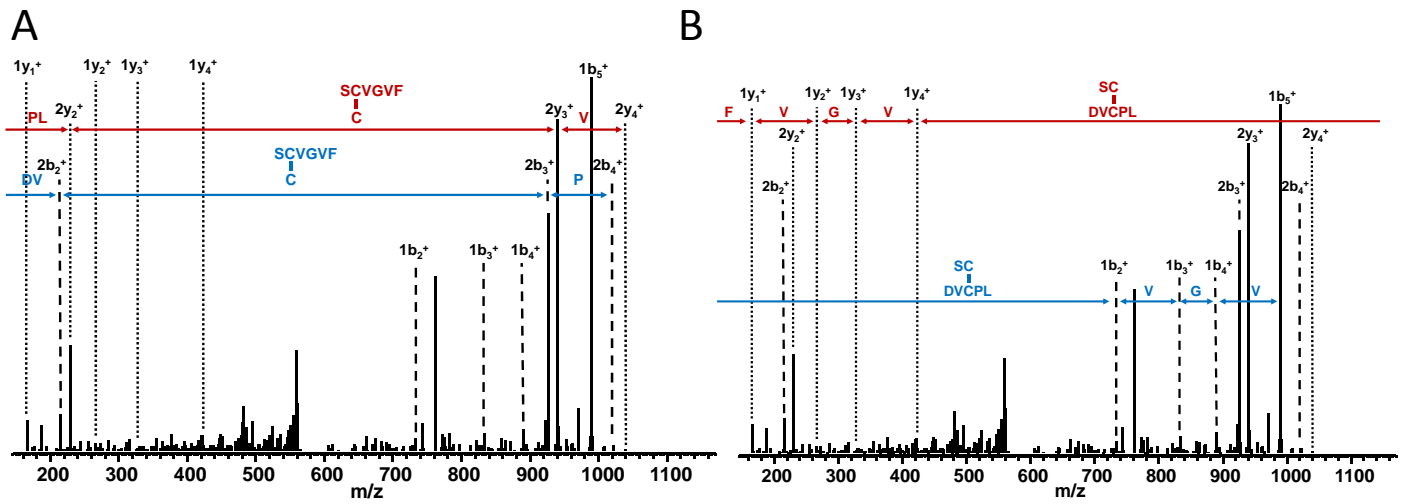 A
1y₁⁺ 1y₂⁺ 1y₃⁺ 1y₄⁺ 1b₅⁺
SCVGVF
2y₂⁺ 2y₃⁺ 2y₄⁺
PL C V
SCVGVF
2b₂⁺ 2b₃⁺ 2b₄⁺
DV C P
1b₂⁺ 1b₃⁺ 1b₄⁺
200 300 400 500 600 700 800 900 1000 1100
m/z
B
SC
1y₁⁺ 1y₂⁺ 1y₃⁺ 1y₄⁺ 1b₅⁺
F V G V DVCPL
2y₂⁺ 2y₃⁺ 2y₄⁺
2b₂⁺ 2b₃⁺ 2b₄⁺
SC 1b₂⁺ 1b₃⁺ 1b₄⁺
DVCPL V G V
200 300 400 500 600 700 800 900 1000 1100
m/z